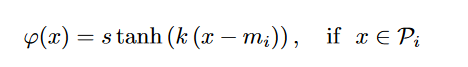 φ(x) = s tanh (k (x − mᵢ)) ,  if x ∈ 𝒫ᵢ